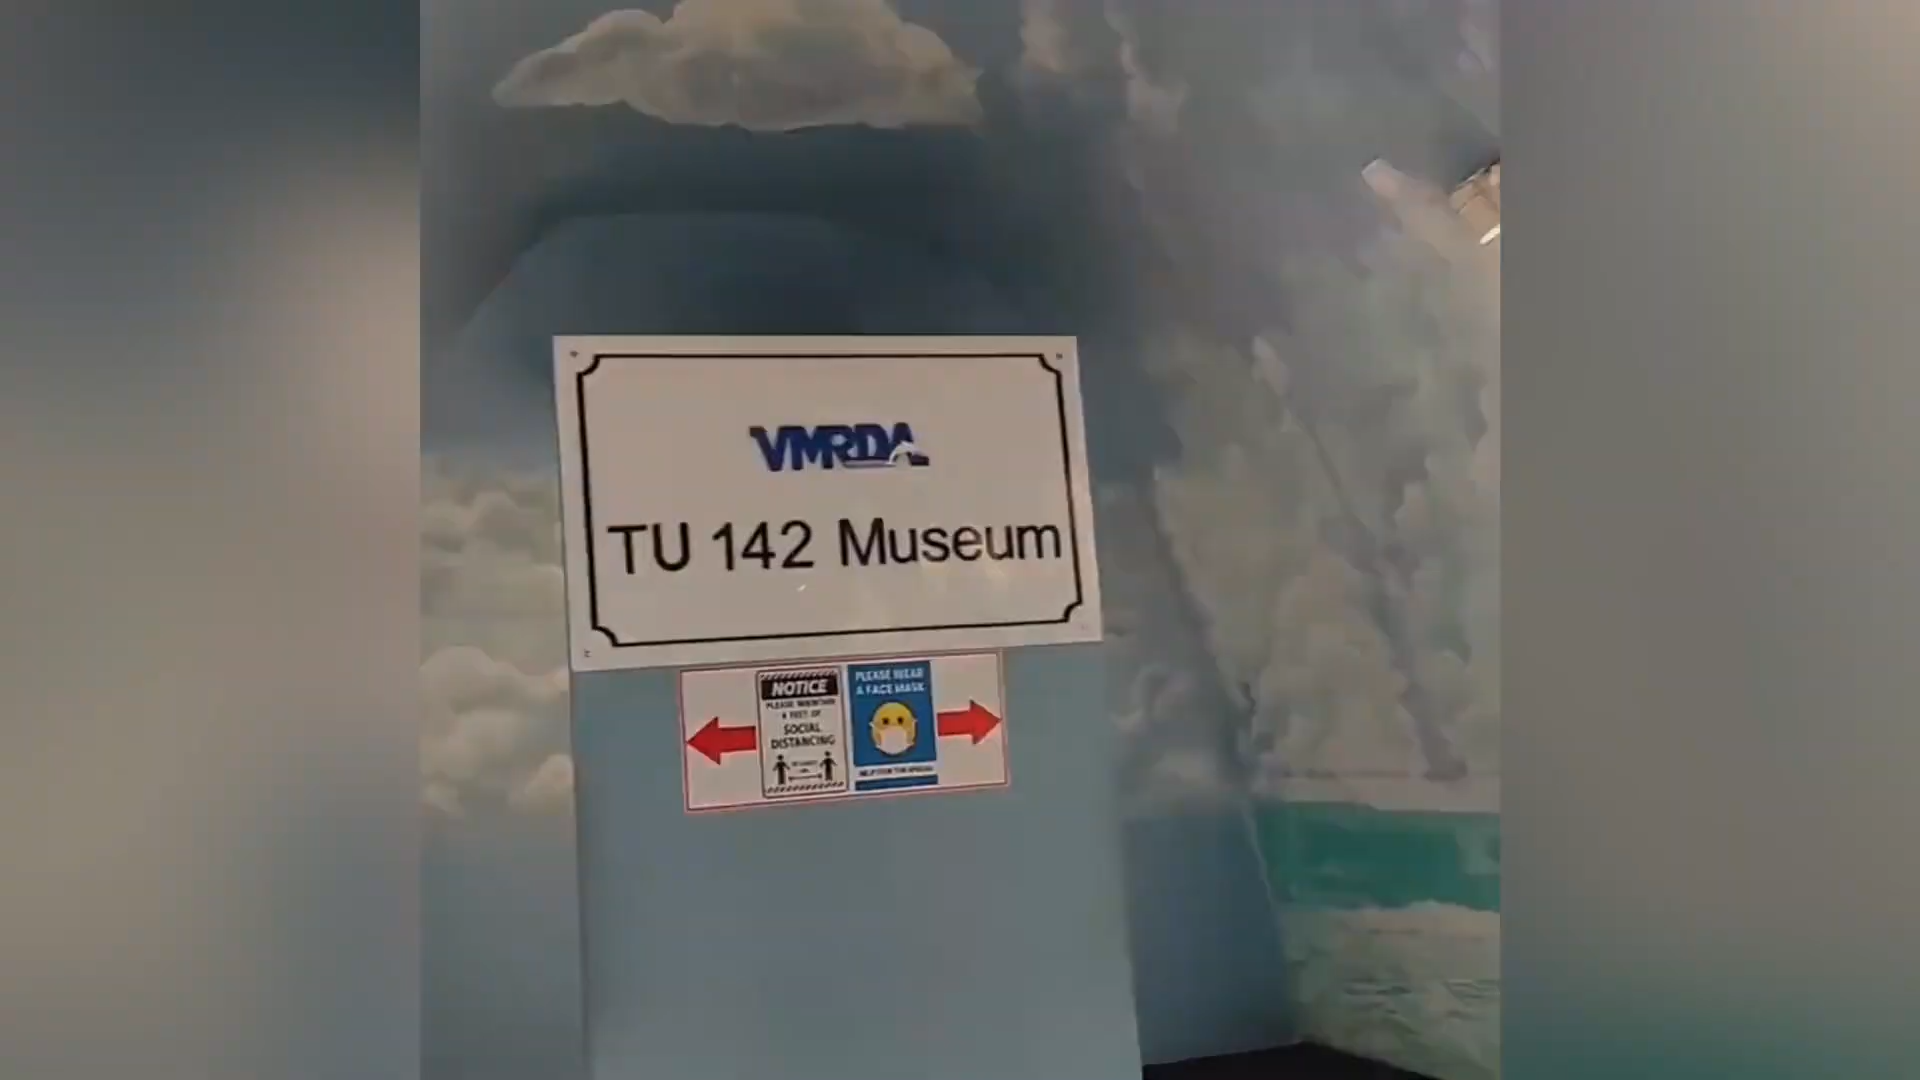 VMRDA
TU 142 Museum
NOTICE
PLEASE MAINTAIN
6 FEET OF
SOCIAL
DISTANCING
PLEASE WEAR
A FACE MASK